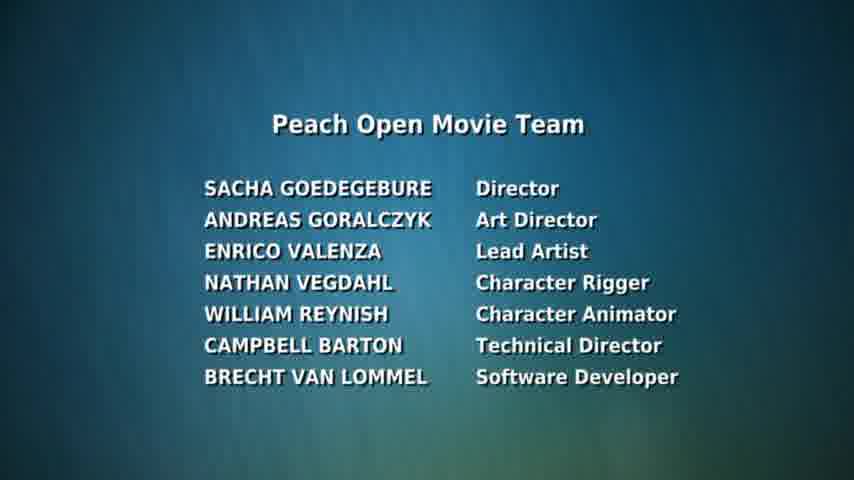 Peach Open Movie Team
SACHA GOEDEGEBURE Director
ANDREAS GORALCZYK Art Director
ENRICO VALENZA Lead Artist
NATHAN VEGDAHL Character Rigger
WILLIAM REYNISH Character Animator
CAMPBELL BARTON Technical Director
BRECHT VAN LOMMEL Software Developer